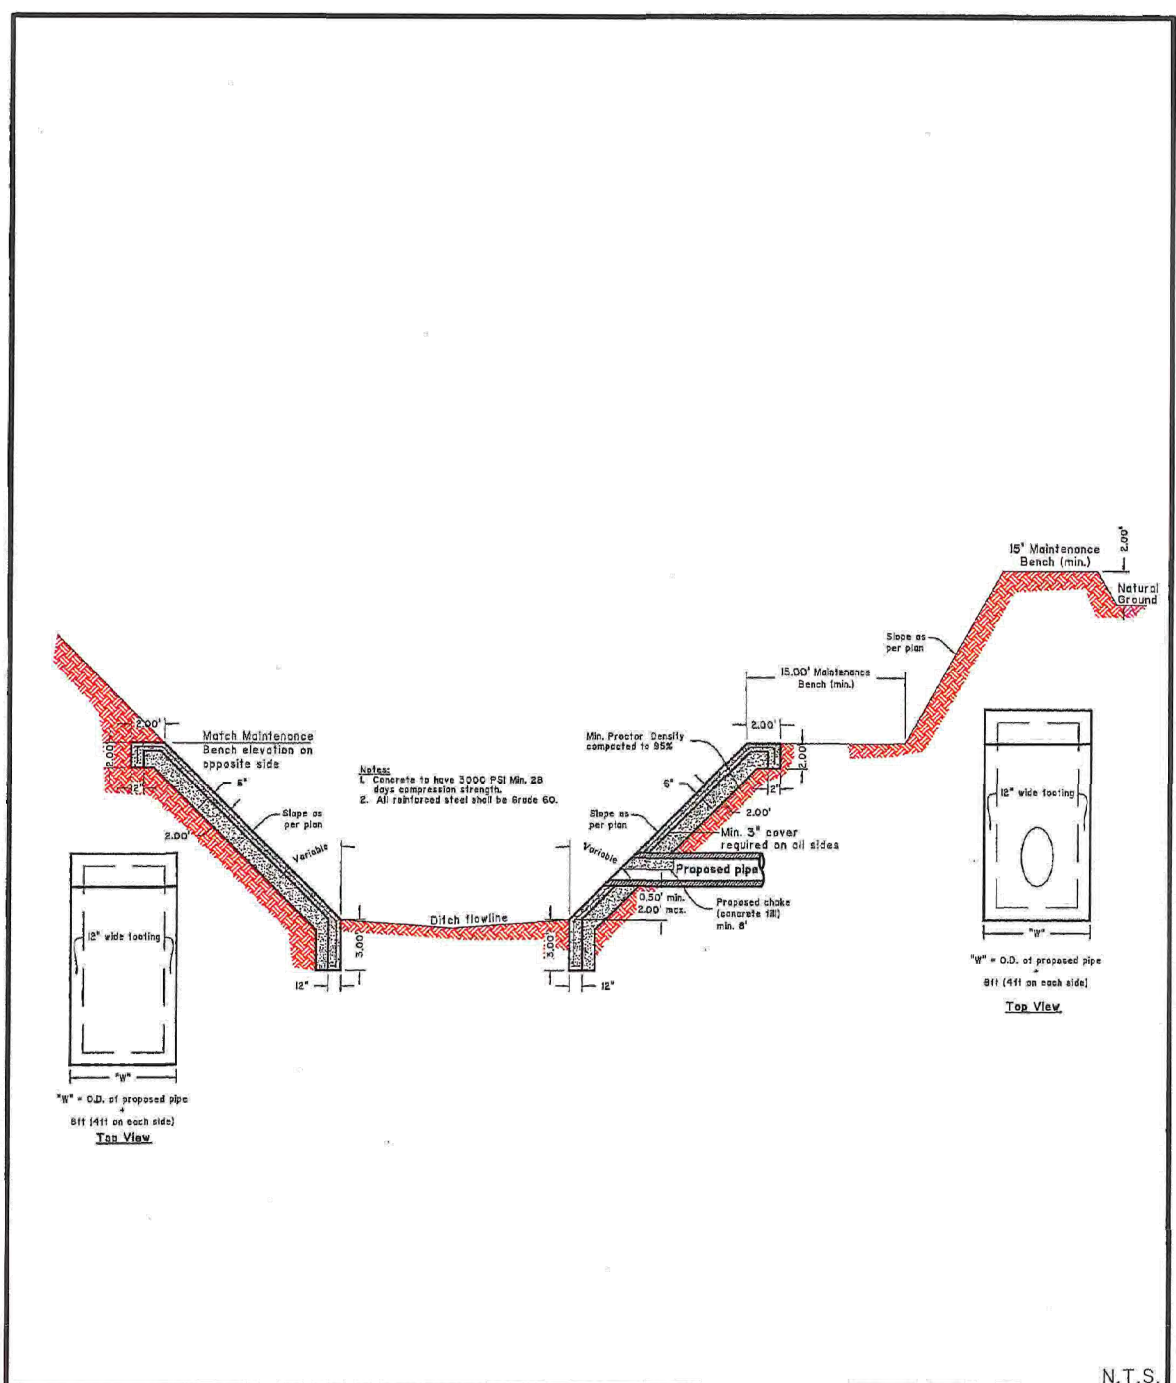 15' Maintenance
Bench (min.)
2.00'
Natural
Ground
Slope as
per plan
15.00' Maintenance
Bench (min.)
2.00'
2.00'
Match Maintenance
Bench elevation on
opposite side
2.00'
2'
Min. Proctor Density
compacted to 95%
2.00'
2'
Notes:
1. Concrete to have 3000 PSI Min. 28
days compression strength.
2. All reinforced steel shall be Grade 60.
6"
6"
Slope as
per plan
Slope as
per plan
2.00'
2.00'
Min. 3" cover
required on all sides
Variable
Variable
Proposed pipe
0.50' min.
2.00' max.
Proposed choke
(concrete fill)
min. 8'
Ditch flowline
3.00'
3.00'
12"
12"
12" wide footing
"W"
"W" = O.D. of proposed pipe
+
8ft (4ft on each side)
Top View
12" wide footing
"W"
"W" = O.D. of proposed pipe
+
8ft (4ft on each side)
Top View
N.T.S.